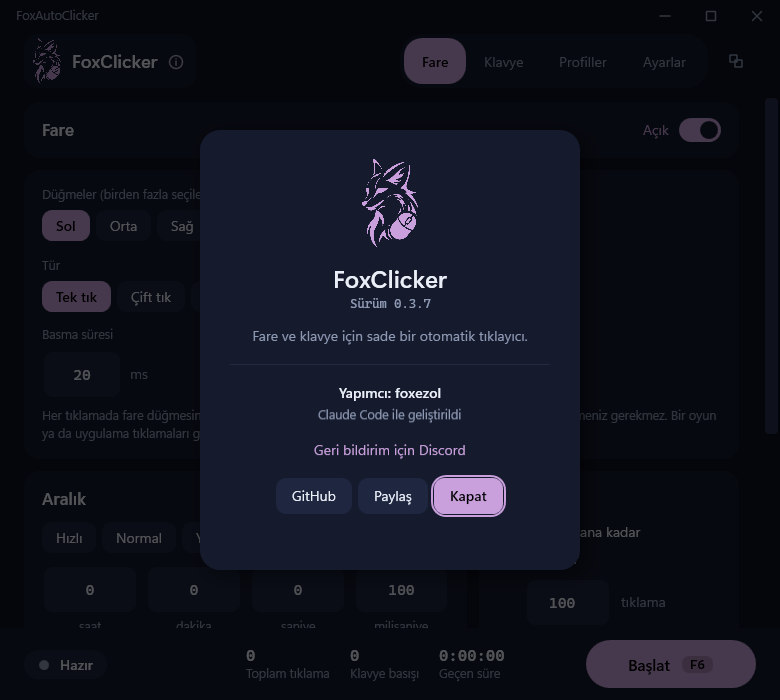 FoxAutoClicker
FoxClicker
Fare
Klavye
Profiller
Ayarlar
Fare
Açık
Düğmeler (birden fazla seçile
Sol
Orta
Sağ
Tür
Tek tık
Çift tık
Basma süresi
20
ms
Her tıklamada fare düğmesin
meniz gerekmez. Bir oyun
ya da uygulama tıklamaları g
FoxClicker
Sürüm 0.3.7
Fare ve klavye için sade bir otomatik tıklayıcı.
Yapımcı: foxezol
Claude Code ile geliştirildi
Geri bildirim için Discord
GitHub
Paylaş
Kapat
Aralık
Hızlı
Normal
ana kadar
0
0
0
100
saat
dakika
saniye
milisaniye
100
tıklama
Hazır
0
Toplam tıklama
0
Klavye basışı
0:00:00
Geçen süre
Başlat
F6